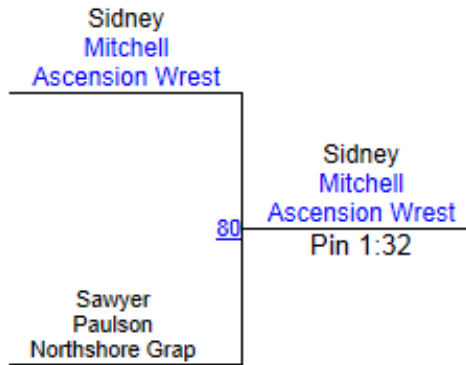 Sidney
Mitchell
Ascension Wrest
Sidney
Mitchell
Ascension Wrest
80
Pin 1:32
Sawyer
Paulson
Northshore Grap